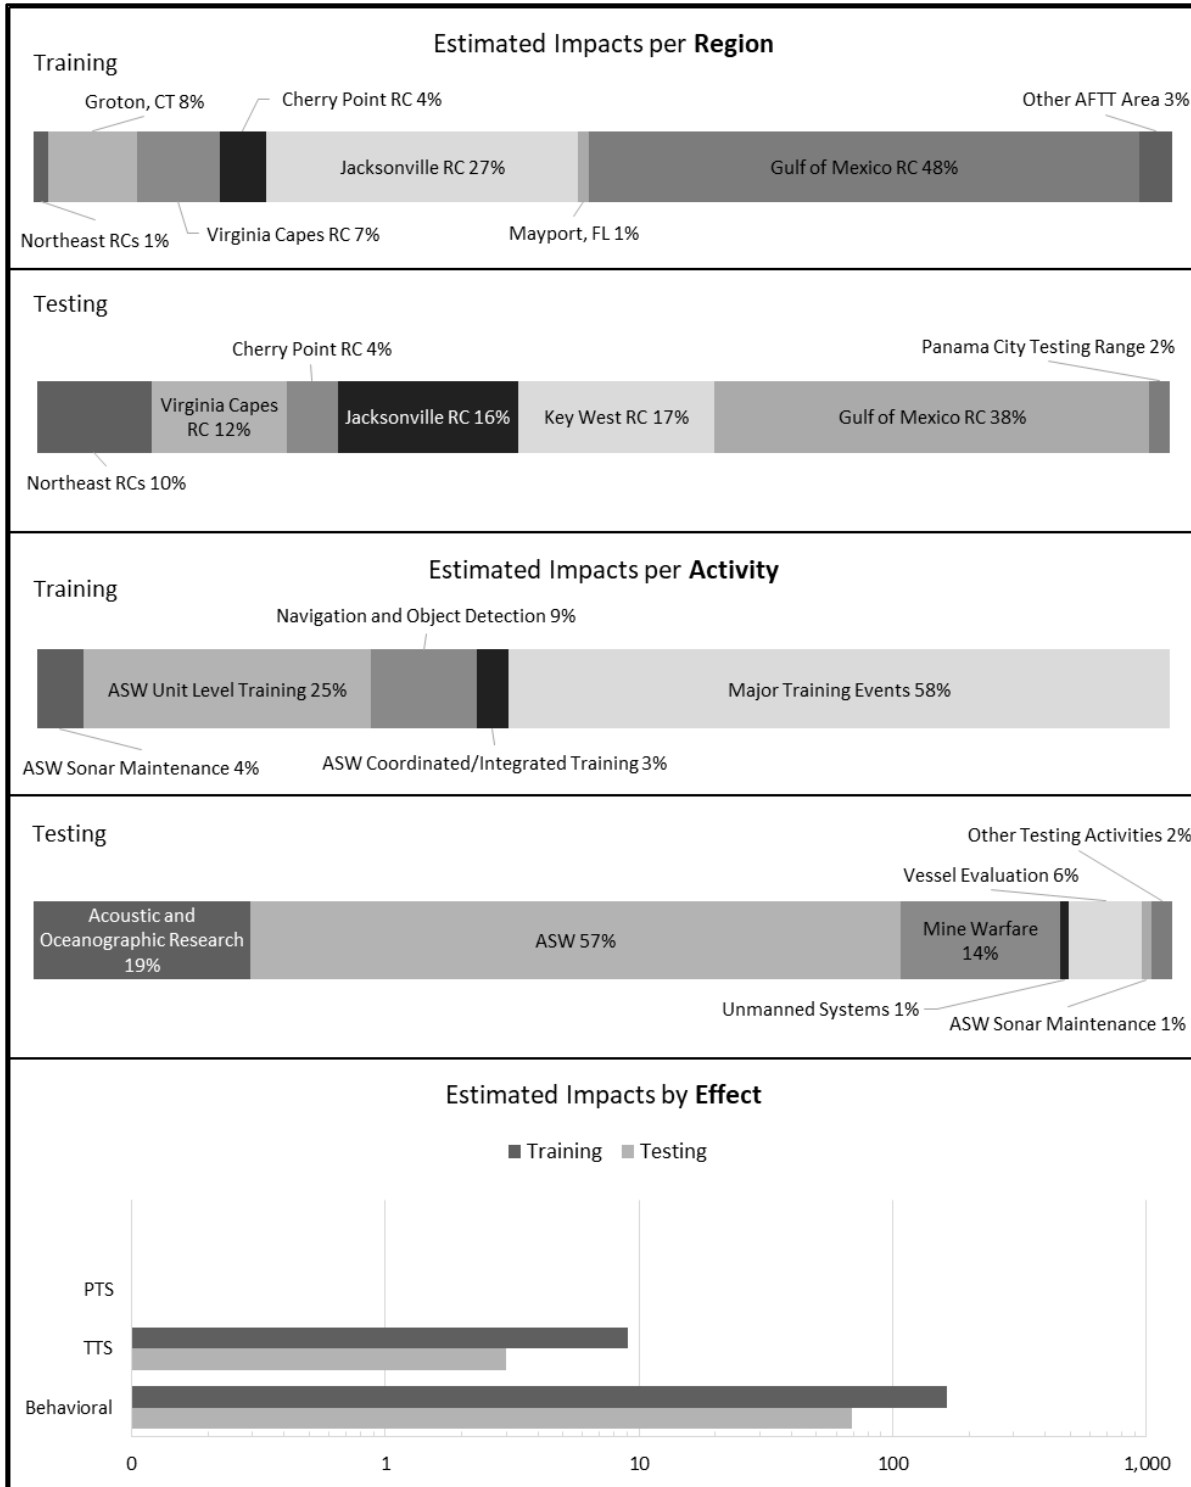 Estimated Impacts per Region
Training
Groton, CT 8%
Cherry Point RC 4%
Other AFTT Area 3%
Jacksonville RC 27%
Gulf of Mexico RC 48%
Northeast RCs 1%
Virginia Capes RC 7%
Mayport, FL 1%
Testing
Cherry Point RC 4%
Panama City Testing Range 2%
Virginia Capes
RC 12%
Jacksonville RC 16%
Key West RC 17%
Gulf of Mexico RC 38%
Northeast RCs 10%
Estimated Impacts per Activity
Training
Navigation and Object Detection 9%
ASW Unit Level Training 25%
Major Training Events 58%
ASW Sonar Maintenance 4%
ASW Coordinated/Integrated Training 3%
Testing
Other Testing Activities 2%
Vessel Evaluation 6%
Acoustic and
Oceanographic Research
19%
ASW 57%
Mine Warfare
14%
Unmanned Systems 1%
ASW Sonar Maintenance 1%
Estimated Impacts by Effect
Training Testing
PTS
TTS
Behavioral
0 1 10 100 1,000